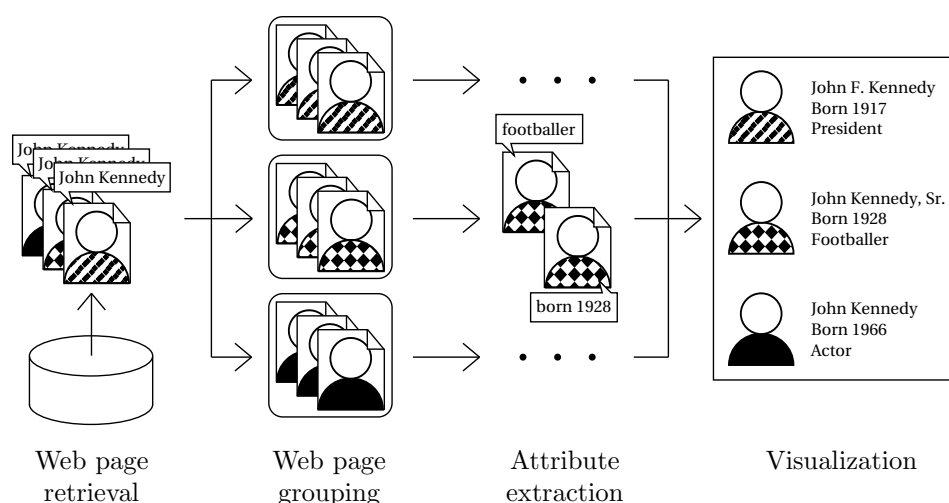 John Kennedy
John Kennedy
John Kennedy
footballer
born 1928
John F. Kennedy
Born 1917
President
John Kennedy, Sr.
Born 1928
Footballer
John Kennedy
Born 1966
Actor
Web page
retrieval
Web page
grouping
Attribute
extraction
Visualization